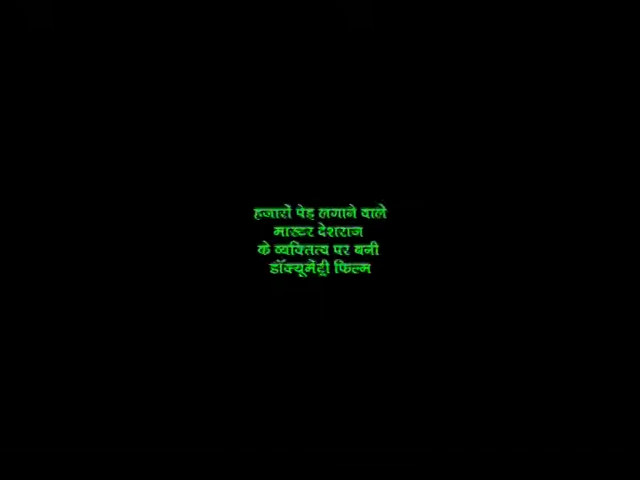 हजारों पेड़ लगाने वाले
मास्टर देशराज
के व्यक्तित्व पर बनी
डॉक्यूमेंट्री फिल्म